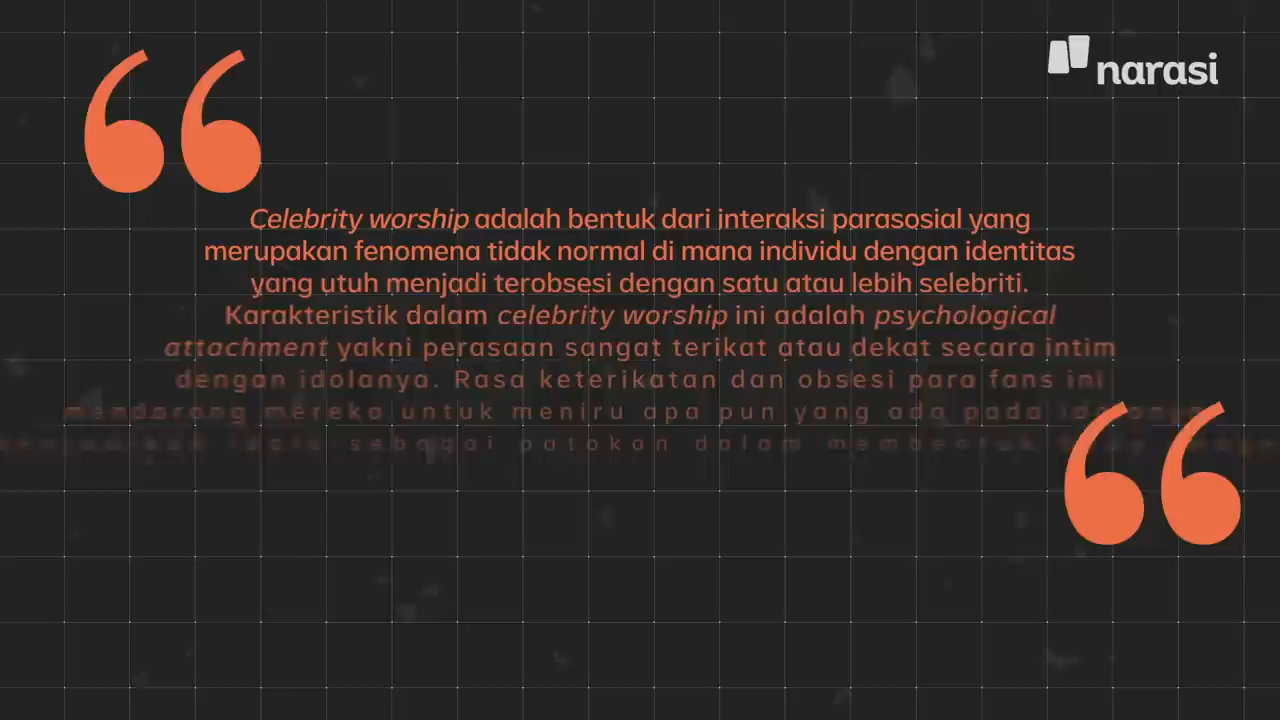 narasi
Celebrity worship adalah bentuk dari interaksi parasosial yang
merupakan fenomena tidak normal di mana individu dengan identitas
yang utuh menjadi terobsesi dengan satu atau lebih selebriti.
Karakteristik dalam celebrity worship ini adalah psychological
attachment yakni perasaan sangat terikat atau dekat secara intim
dengan idolanya. Rasa keterikatan dan obsesi para fans ini
mendorong mereka untuk meniru apa pun yang ada pada idolanya
sebagai patokan dalam membentuk